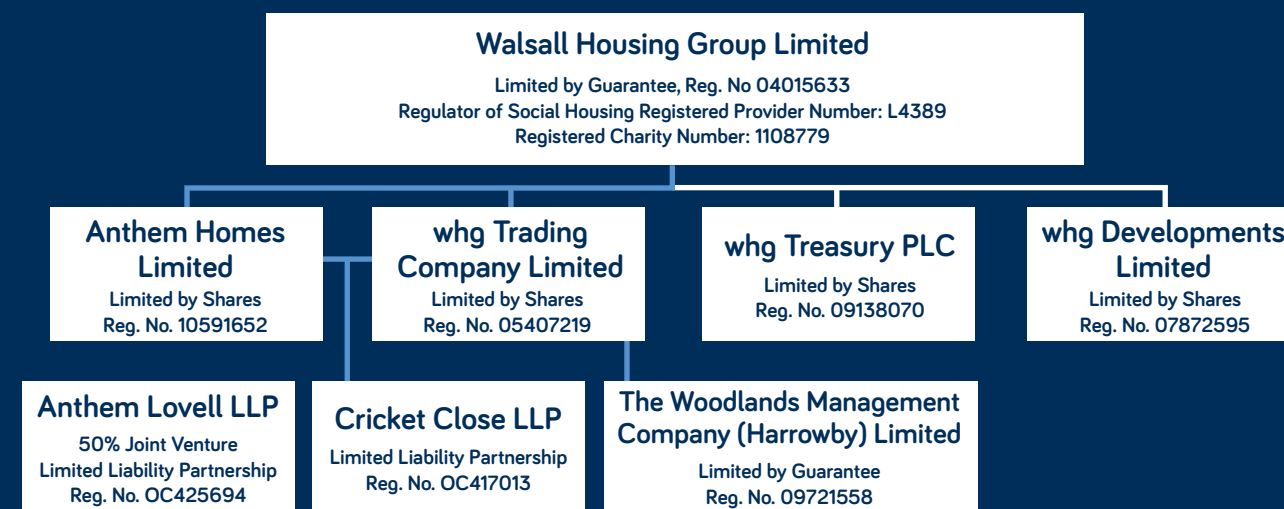 Walsall Housing Group Limited
Limited by Guarantee, Reg. No 04015633
Regulator of Social Housing Registered Provider Number: L4389
Registered Charity Number: 1108779
Anthem Homes
Limited
Limited by Shares
Reg. No. 10591652
whg Trading
Company Limited
Limited by Shares
Reg. No. 05407219
whg Treasury PLC
Limited by Shares
Reg. No. 09138070
whg Developments
Limited
Limited by Shares
Reg. No. 07872595
Anthem Lovell LLP
50% Joint Venture
Limited Liability Partnership
Reg. No. OC425694
Cricket Close LLP
Limited Liability Partnership
Reg. No. OC417013
The Woodlands Management
Company (Harrowby) Limited
Limited by Guarantee
Reg. No. 09721558